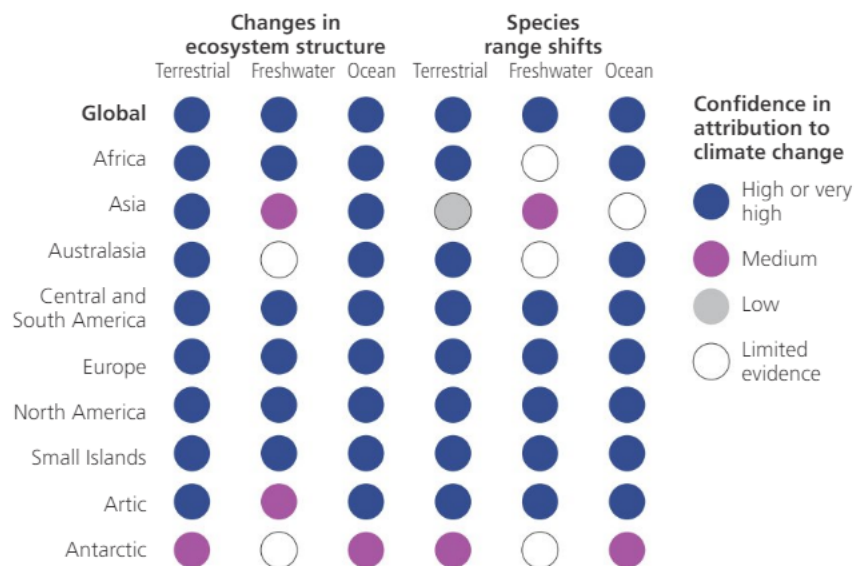 Changes in
ecosystem structure
Species
range shifts
Terrestrial Freshwater Ocean Terrestrial Freshwater Ocean
Global
Africa
Asia
Australasia
Central and
South America
Europe
North America
Small Islands
Artic
Antarctic
Confidence in
attribution to
climate change
High or very
high
Medium
Low
Limited
evidence